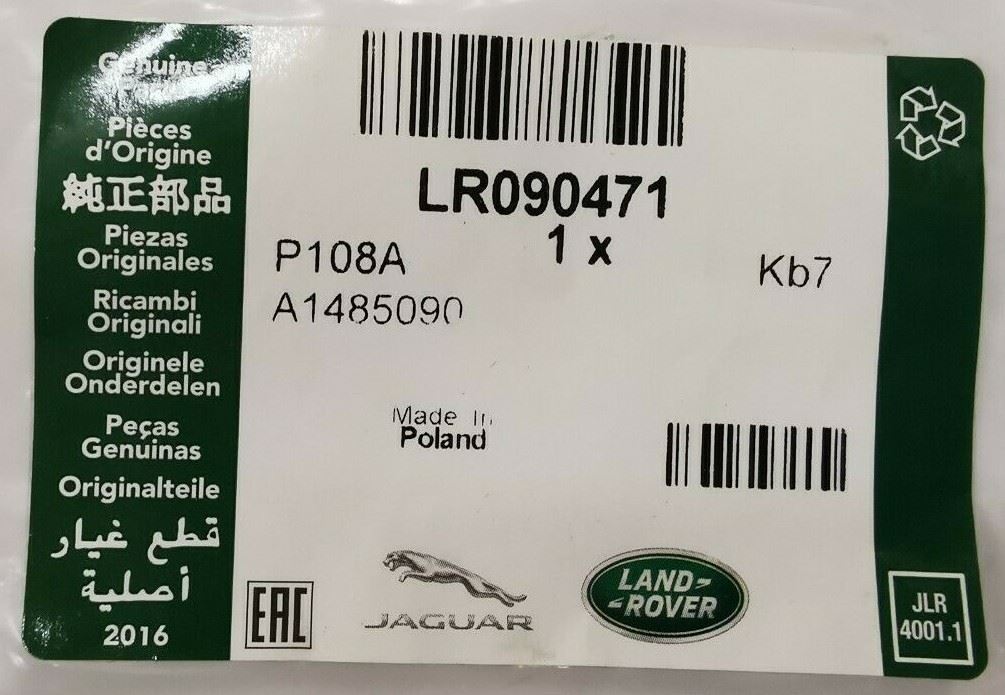 Genuine
Parts
Pièces
d'Origine
純正部品
Piezas
Originales
Ricambi
Originali
Originele
Onderdelen
Peças
Genuinas
Originalteile
قطع غيار
أصلية
2016
LR090471
1 x
P108A
Kb7
A1485090
Made In
Poland
EAC
JAGUAR
LAND-
-ROVER
JLR
4001.1